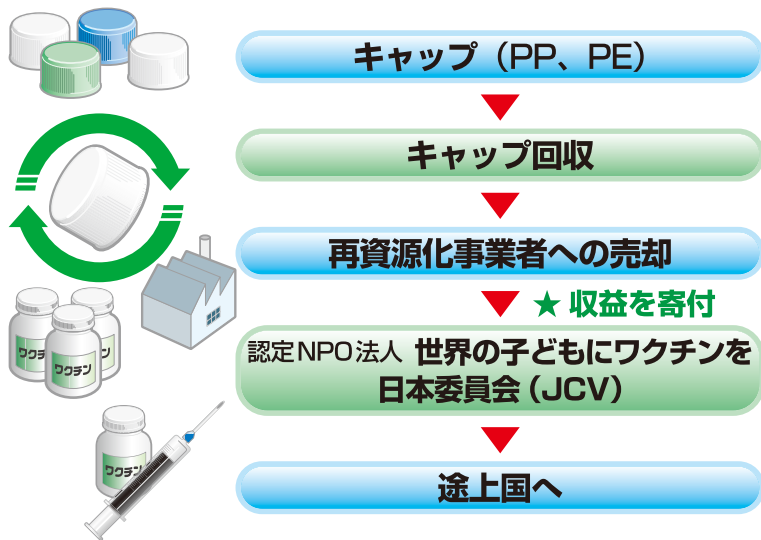 キャップ（PP、PE）
キャップ回収
再資源化事業者への売却
★ 収益を寄付
認定NPO法人 世界の子どもにワクチンを
日本委員会（JCV）
途上国へ
ワクチン
ワクチン
ン
ワクチン